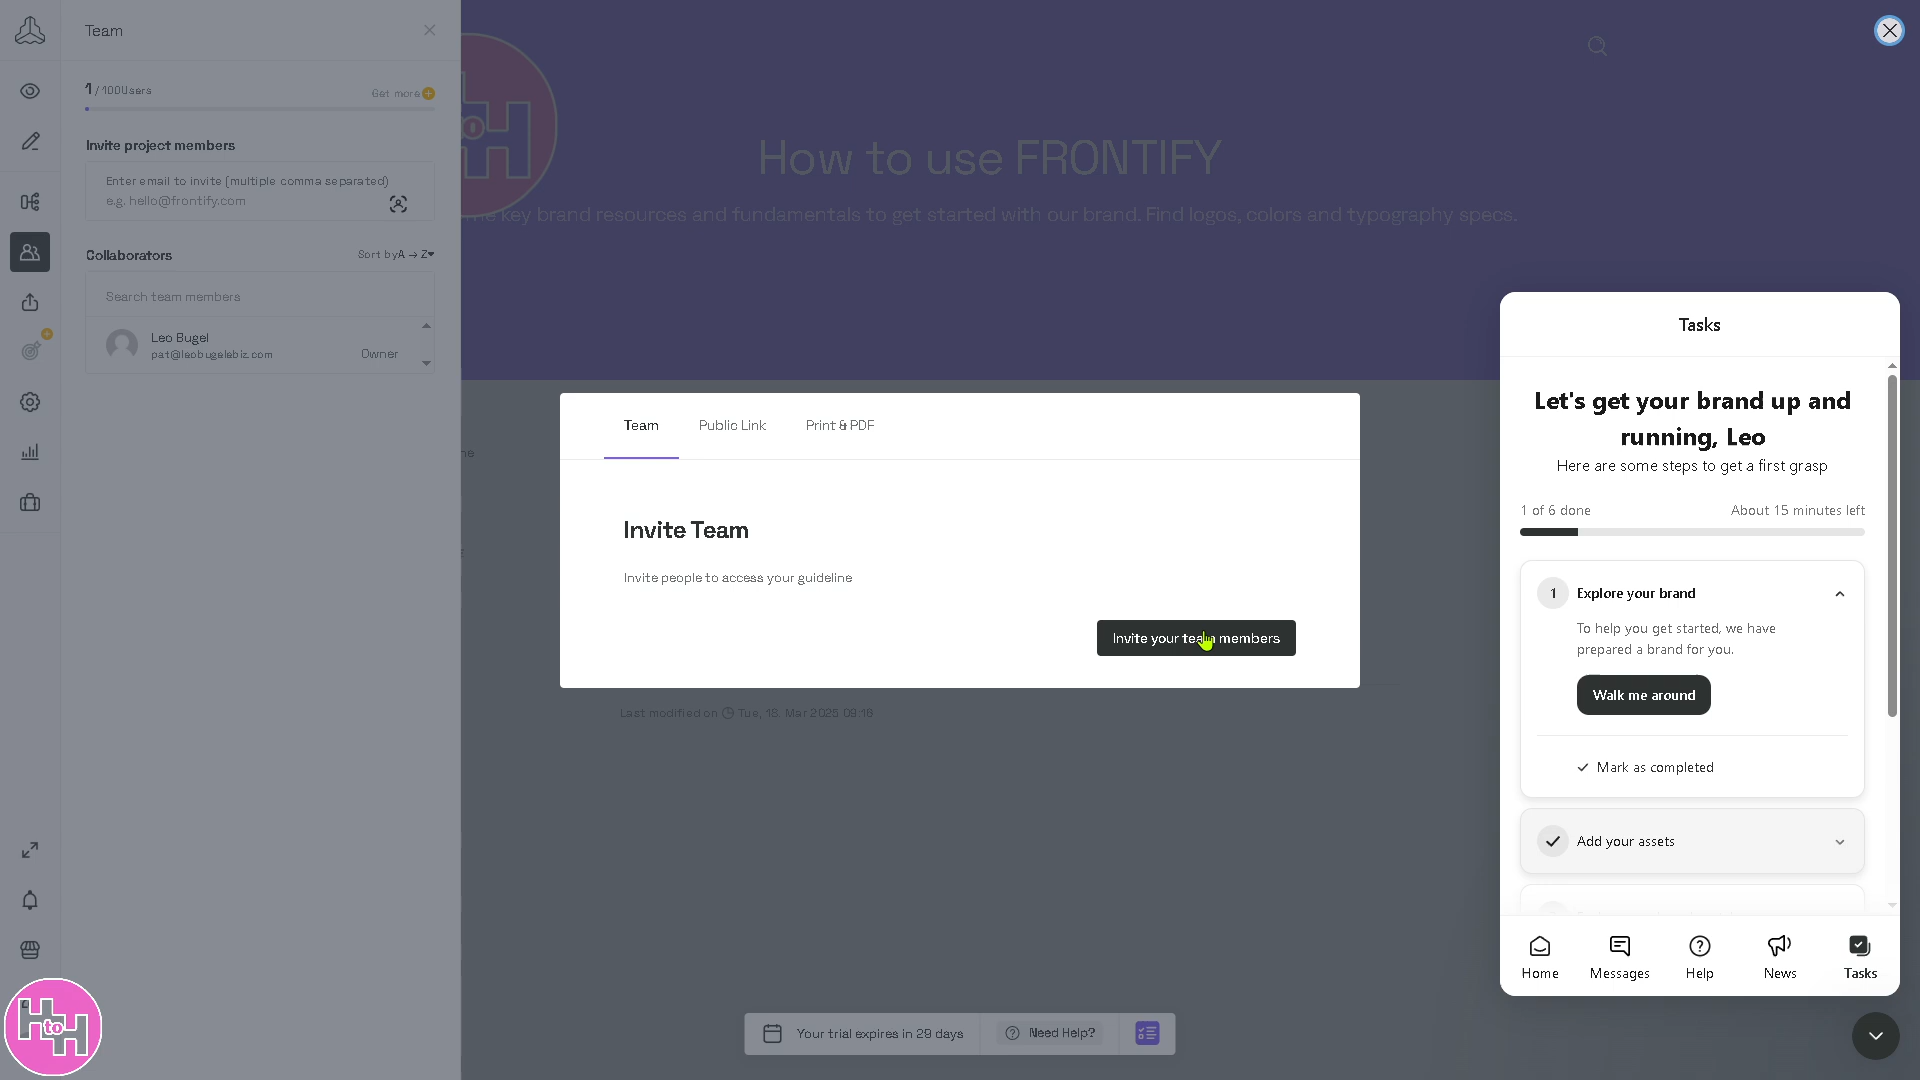 Team
1 / 100 Users
Get more
Invite project members
Enter email to invite (multiple comma separated)
e.g. hello@frontify.com
Collaborators
Sort by A → Z
Search team members
Leo Bugel
pat@leobugelebiz.com
Owner
How to use FRONTIFY
key brand resources and fundamentals to get started with our brand. Find logos, colors and typography specs.
Team
Public Link
Print & PDF
Invite Team
Invite people to access your guideline
Invite your team members
Last modified on Tue, 18. Mar 2025 09:16
Your trial expires in 29 days
Need Help?
Tasks
Let's get your brand up and
running, Leo
Here are some steps to get a first grasp
1 of 6 done
About 15 minutes left
1
Explore your brand
To help you get started, we have
prepared a brand for you.
Walk me around
Mark as completed
Add your assets
Home
Messages
Help
News
Tasks
H to H